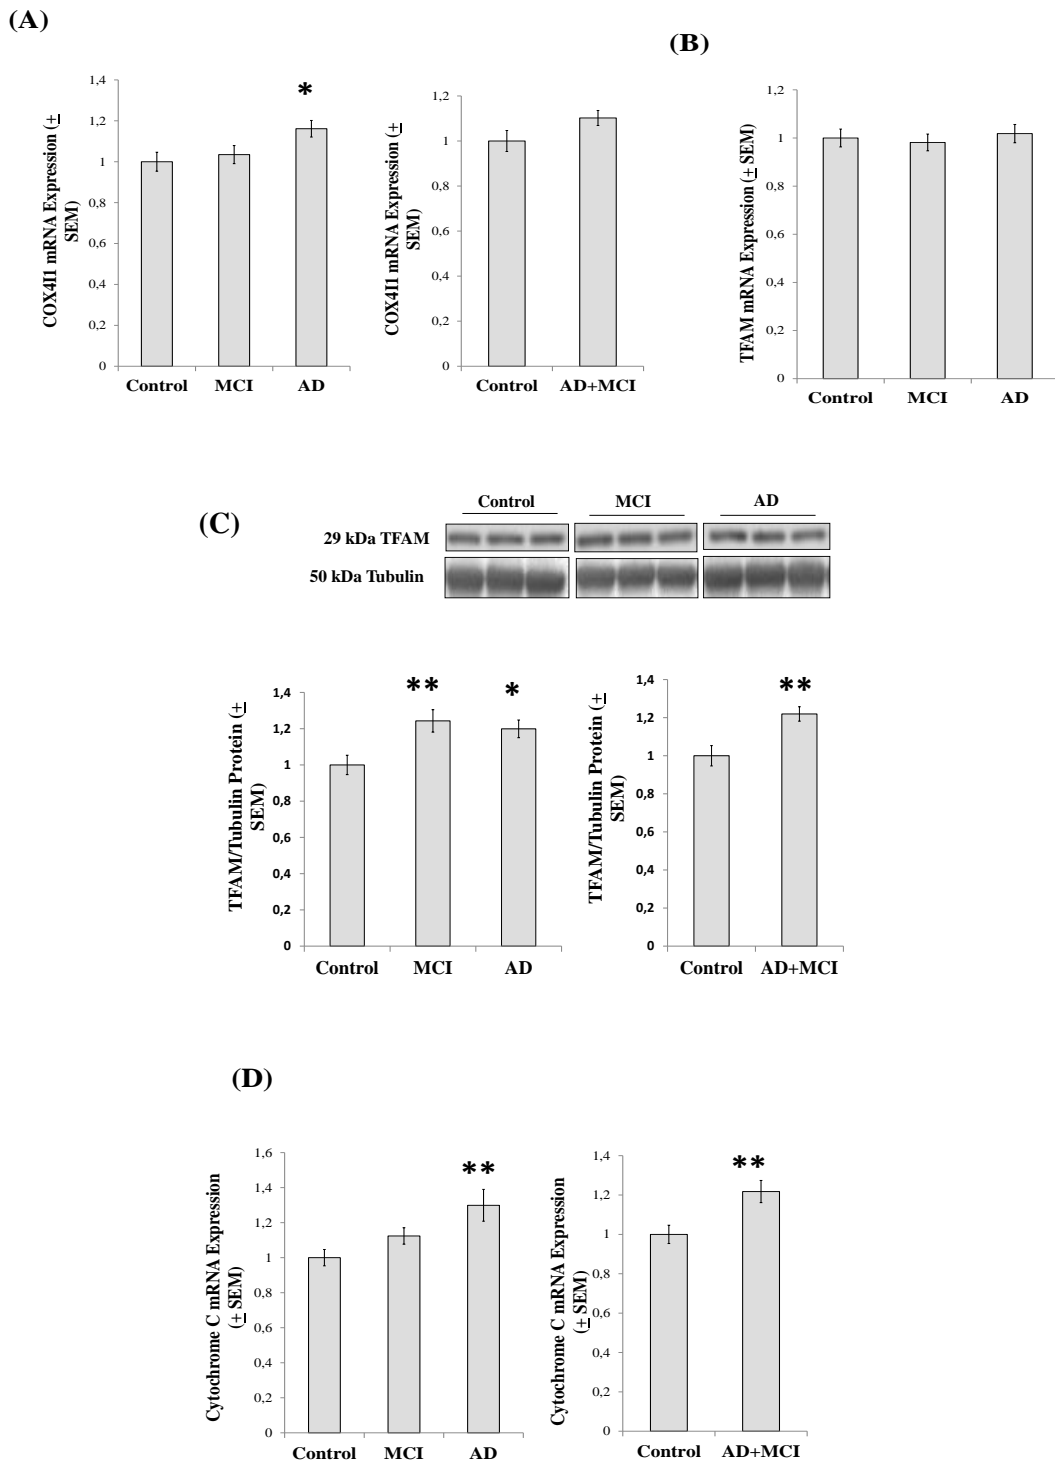 (A)
COX4I1 mRNA Expression (±
SEM)
1,4
1,2
1
0,8
0,6
0,4
0,2
0
*
Control MCI AD
COX4I1 mRNA Expression (±
SEM)
1,2
1
0,8
0,6
0,4
0,2
0
Control AD+MCI
(B)
TFAM mRNA Expression (± SEM)
1,2
1
0,8
0,6
0,4
0,2
0
Control MCI AD
(C)
Control MCI AD
29 kDa TFAM
50 kDa Tubulin
TFAM/Tubulin Protein (±
SEM)
1,4
1,2
1
0,8
0,6
0,4
0,2
0
** *
Control MCI AD
TFAM/Tubulin Protein (±
SEM)
1,4
1,2
1
0,8
0,6
0,4
0,2
0
**
Control AD+MCI
(D)
Cytochrome C mRNA Expression
(± SEM)
1,6
1,4
1,2
1
0,8
0,6
0,4
0,2
0
**
Control MCI AD
Cytochrome C mRNA Expression
(± SEM)
1,4
1,2
1
0,8
0,6
0,4
0,2
0
**
Control AD+MCI